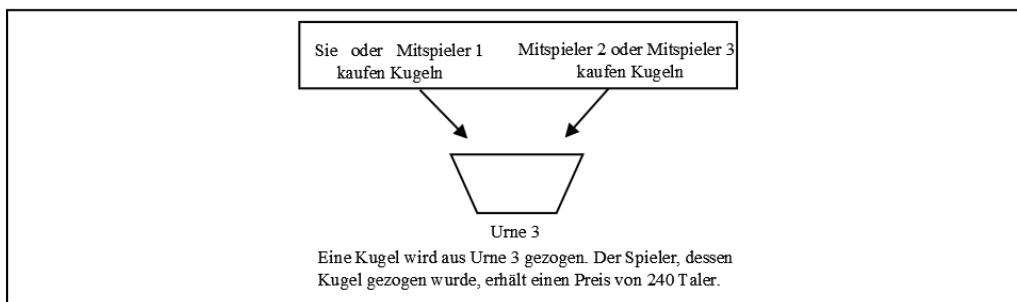 Sie oder Mitspieler 1
kaufen Kugeln
Mitspieler 2 oder Mitspieler 3
kaufen Kugeln
Urne 3
Eine Kugel wird aus Urne 3 gezogen. Der Spieler, dessen
Kugel gezogen wurde, erhält einen Preis von 240 Taler.